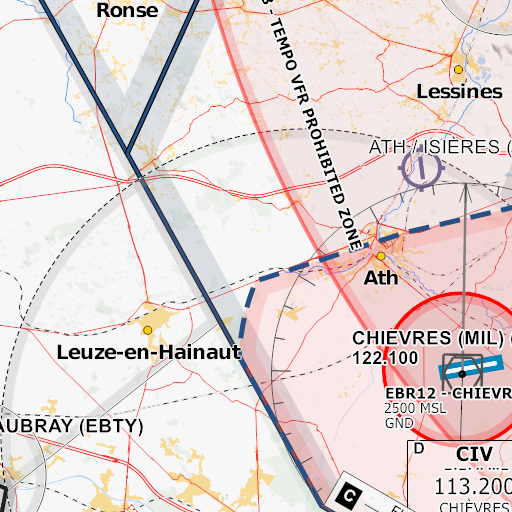 Ronse
Lessines
- TEMPO VFR PROHIBITED ZONE
ATH / ISIÈRES (
Ath
CHIÈVRES (MIL) (
122.100
Leuze-en-Hainaut
EBR12 - CHIEVR
2500 MSL
GND
AUBRAY (EBTY)
D
CIV
113.200
CHIÈVRES
C